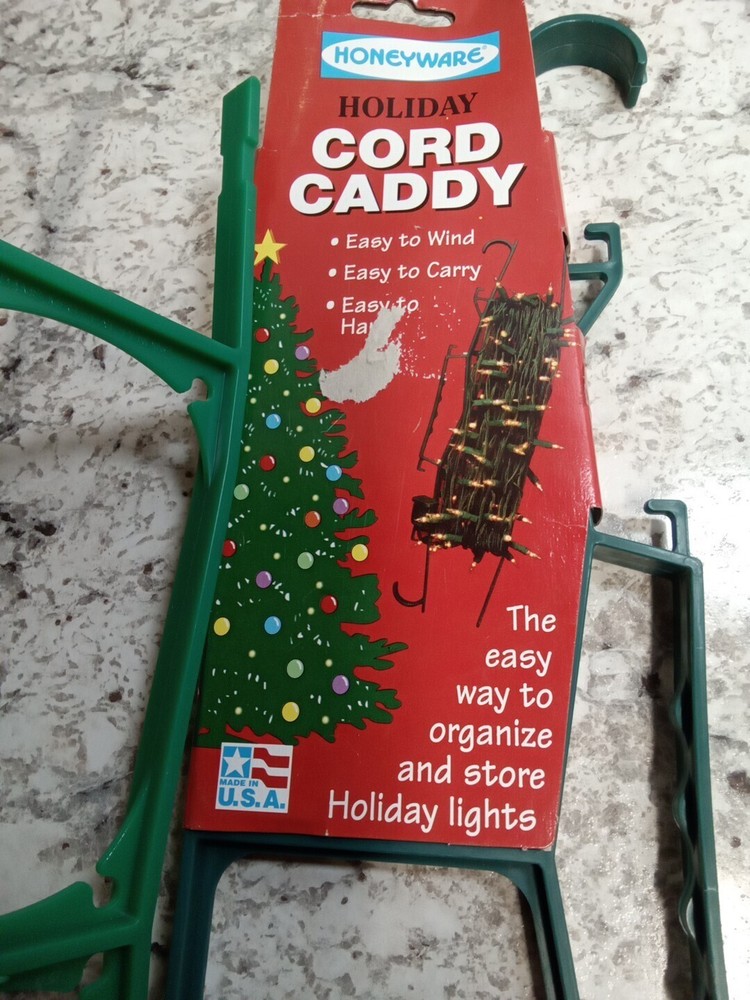 HONEYWARE®
HOLIDAY
CORD
CADDY
• Easy to Wind
• Easy to Carry
• Easy to
The
easy
way to
organize
and store
Holiday lights
MADE IN
U.S.A.